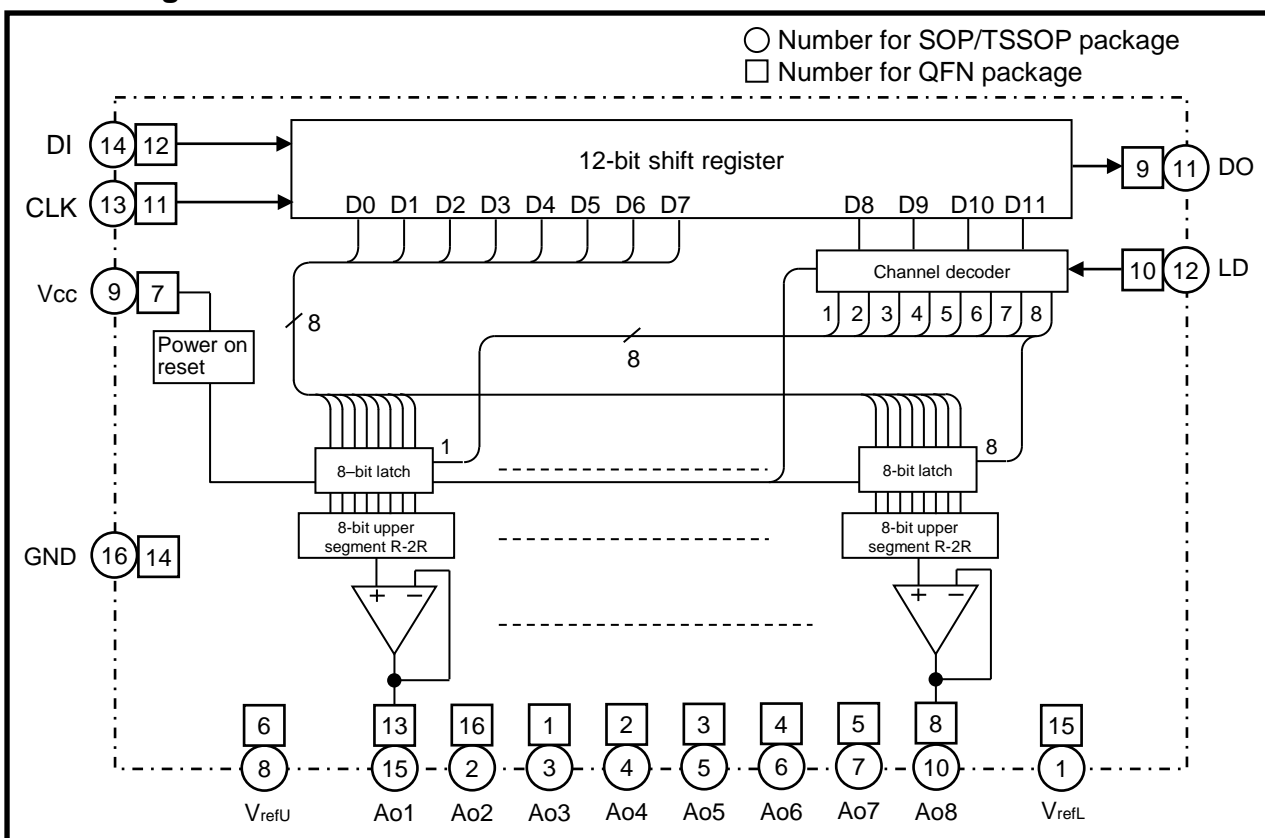 Number for SOP/TSSOP package
Number for QFN package
DI 14 12
12-bit shift register
9 11 DO
CLK 13 11
D0 D1 D2 D3 D4 D5 D6 D7 D8 D9 D10 D11
Vcc 9 7
Channel decoder
10 12 LD
1 2 3 4 5 6 7 8
8
8
Power on
reset
1
8
8–bit latch
8-bit latch
8-bit upper
segment R-2R
8-bit upper
segment R-2R
GND 16 14
+ −
+ −
6 13 16 1 2 3 4 5 8 15
8 15 2 3 4 5 6 7 10 1
VrefU Ao1 Ao2 Ao3 Ao4 Ao5 Ao6 Ao7 Ao8 VrefL